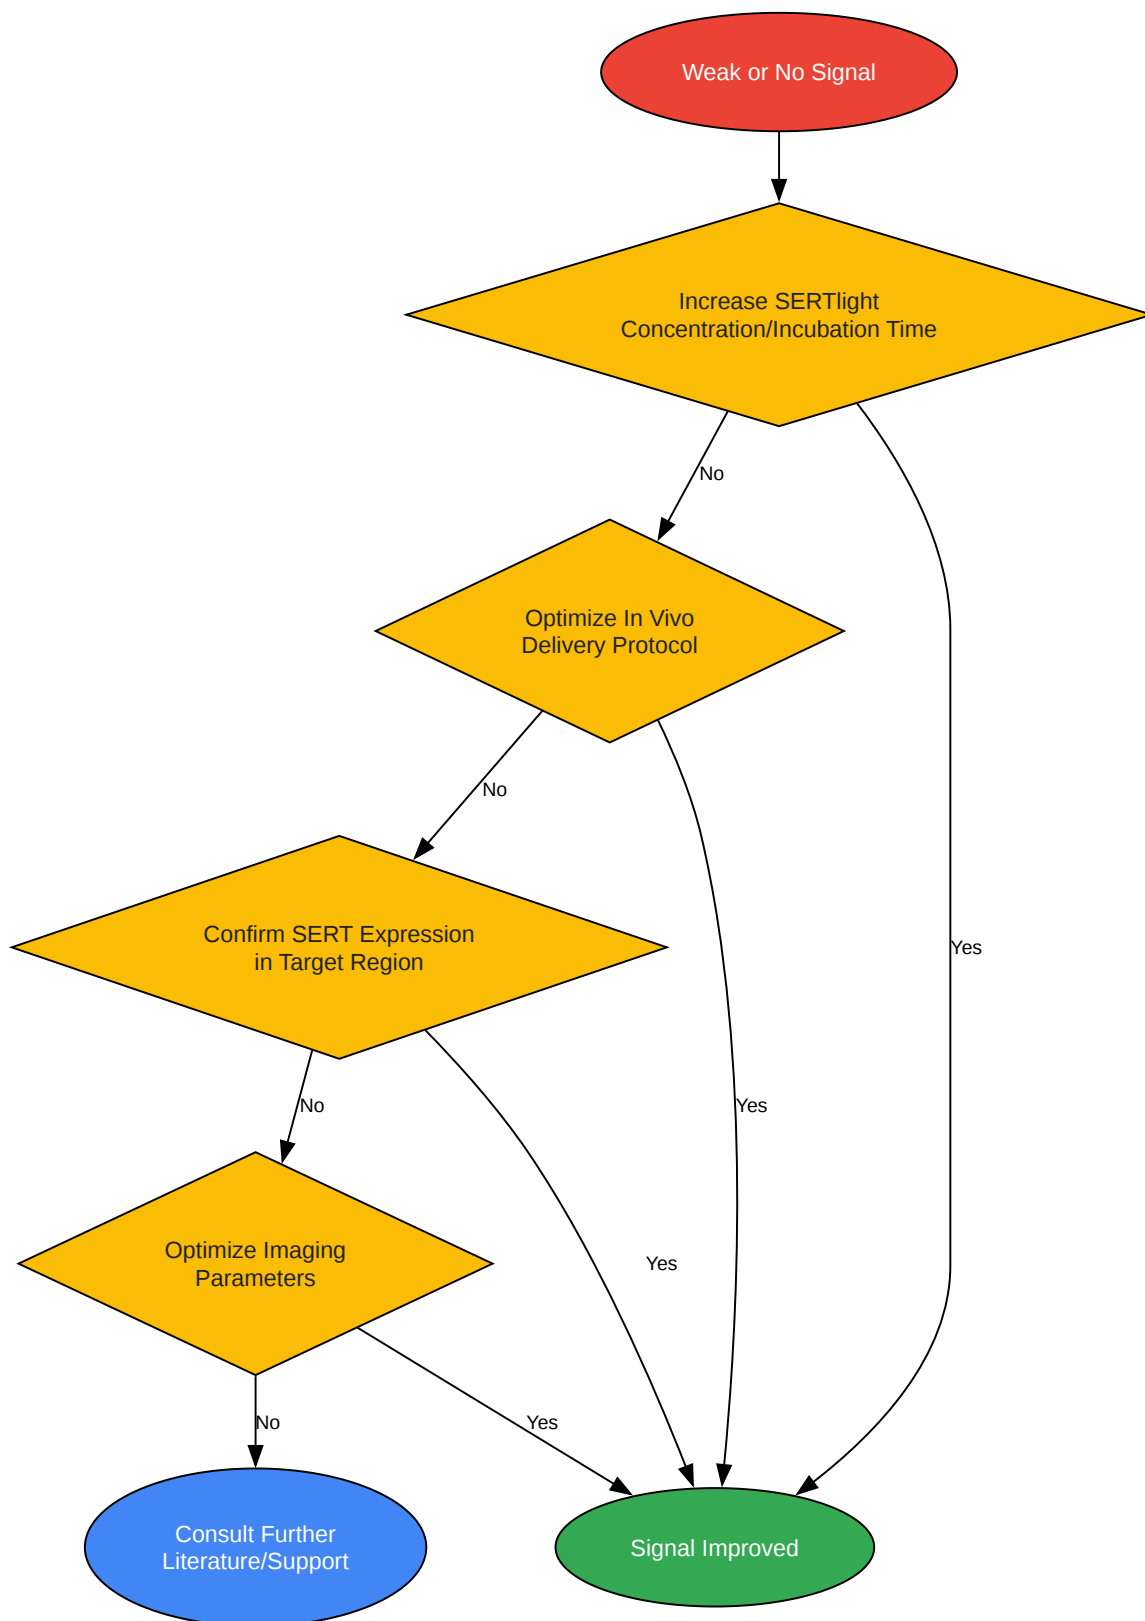 Weak or No Signal
Increase SERTlight
Concentration/Incubation Time
No
Optimize In Vivo
Delivery Protocol
No
Yes
Confirm SERT Expression
in Target Region
No
Yes
Optimize Imaging
Parameters
Yes
No
Yes
Consult Further
Literature/Support
Signal Improved